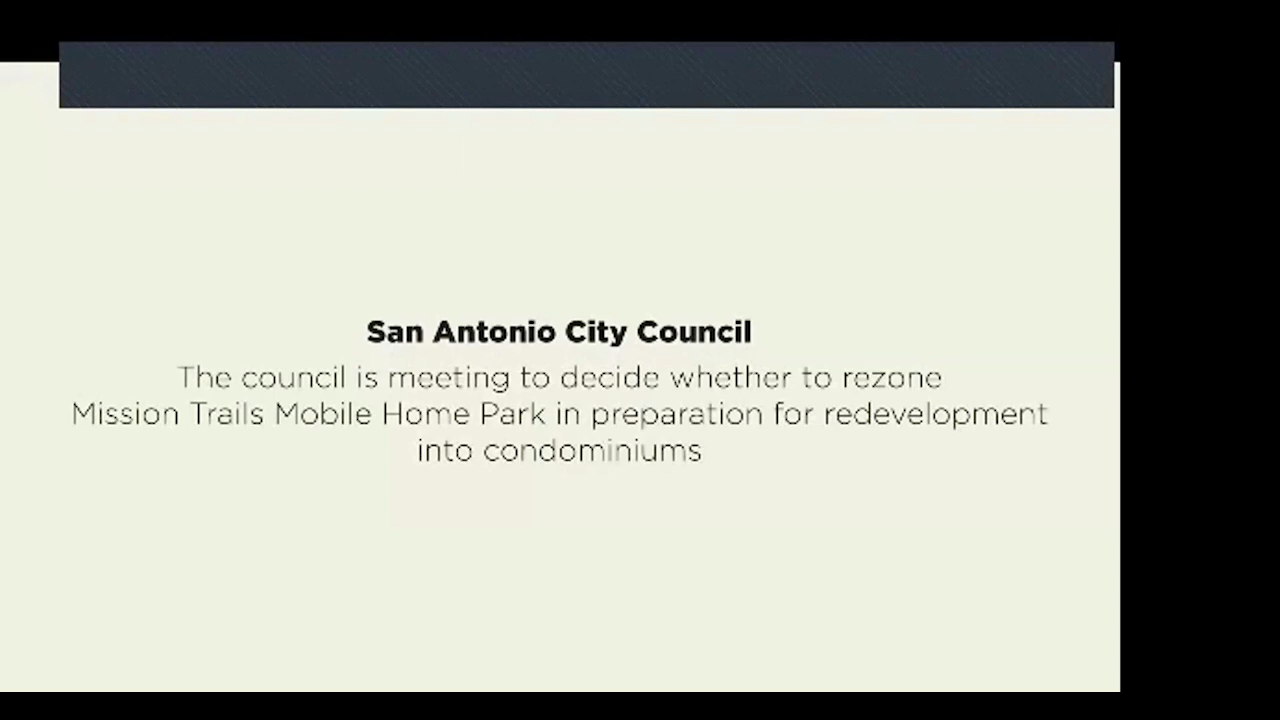 San Antonio City Council
The council is meeting to decide whether to rezone
Mission Trails Mobile Home Park in preparation for redevelopment
into condominiums